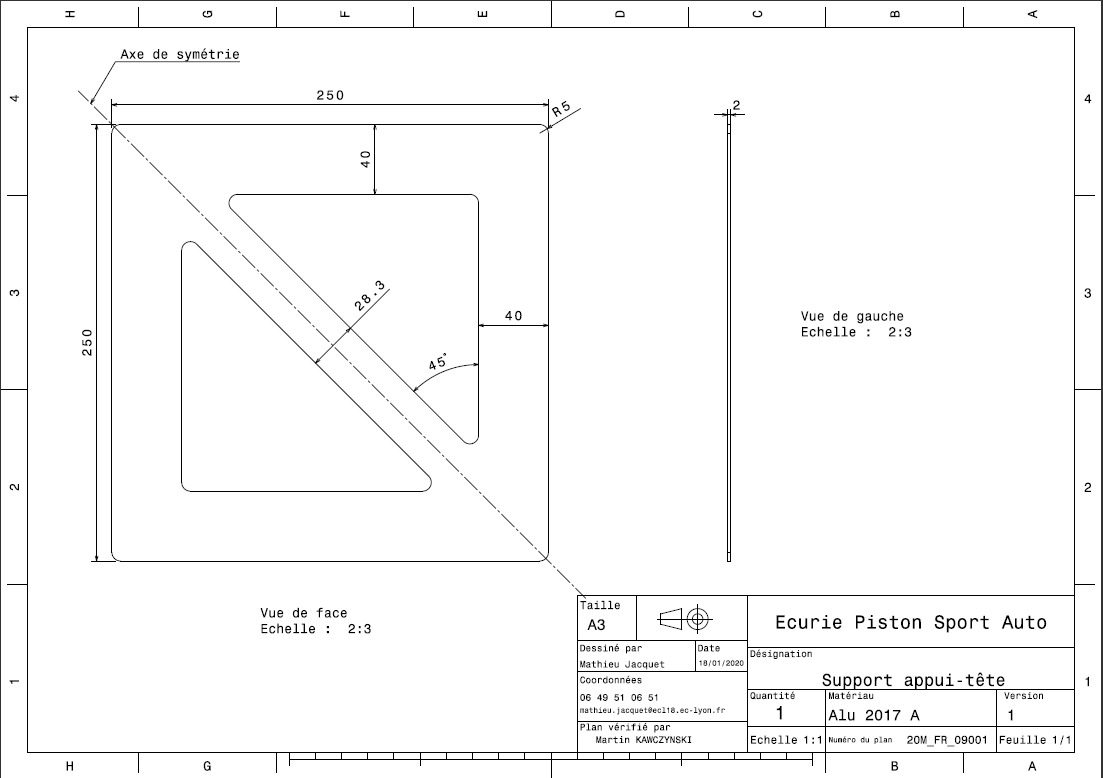 H G F E D C B A
Axe de symétrie
4
4
250
R5
2
40
250
28.3
40
45°
3
3
Vue de gauche
Echelle :  2:3
2
2
Vue de face
Echelle :  2:3
1
1
Taille
A3
Ecurie Piston Sport Auto
Dessiné par
Mathieu Jacquet
Date
18/01/2020
Désignation
Support appui-tête
Coordonnées
06 49 51 06 51
mathieu.jacquet@ecl18.ec-lyon.fr
Quantité
1
Matériau
Alu 2017 A
Version
1
Plan vérifié par
Martin KAWCZYNSKI
Echelle 1:1
Numéro du plan 20M_FR_09001
Feuille 1/1
H G B A